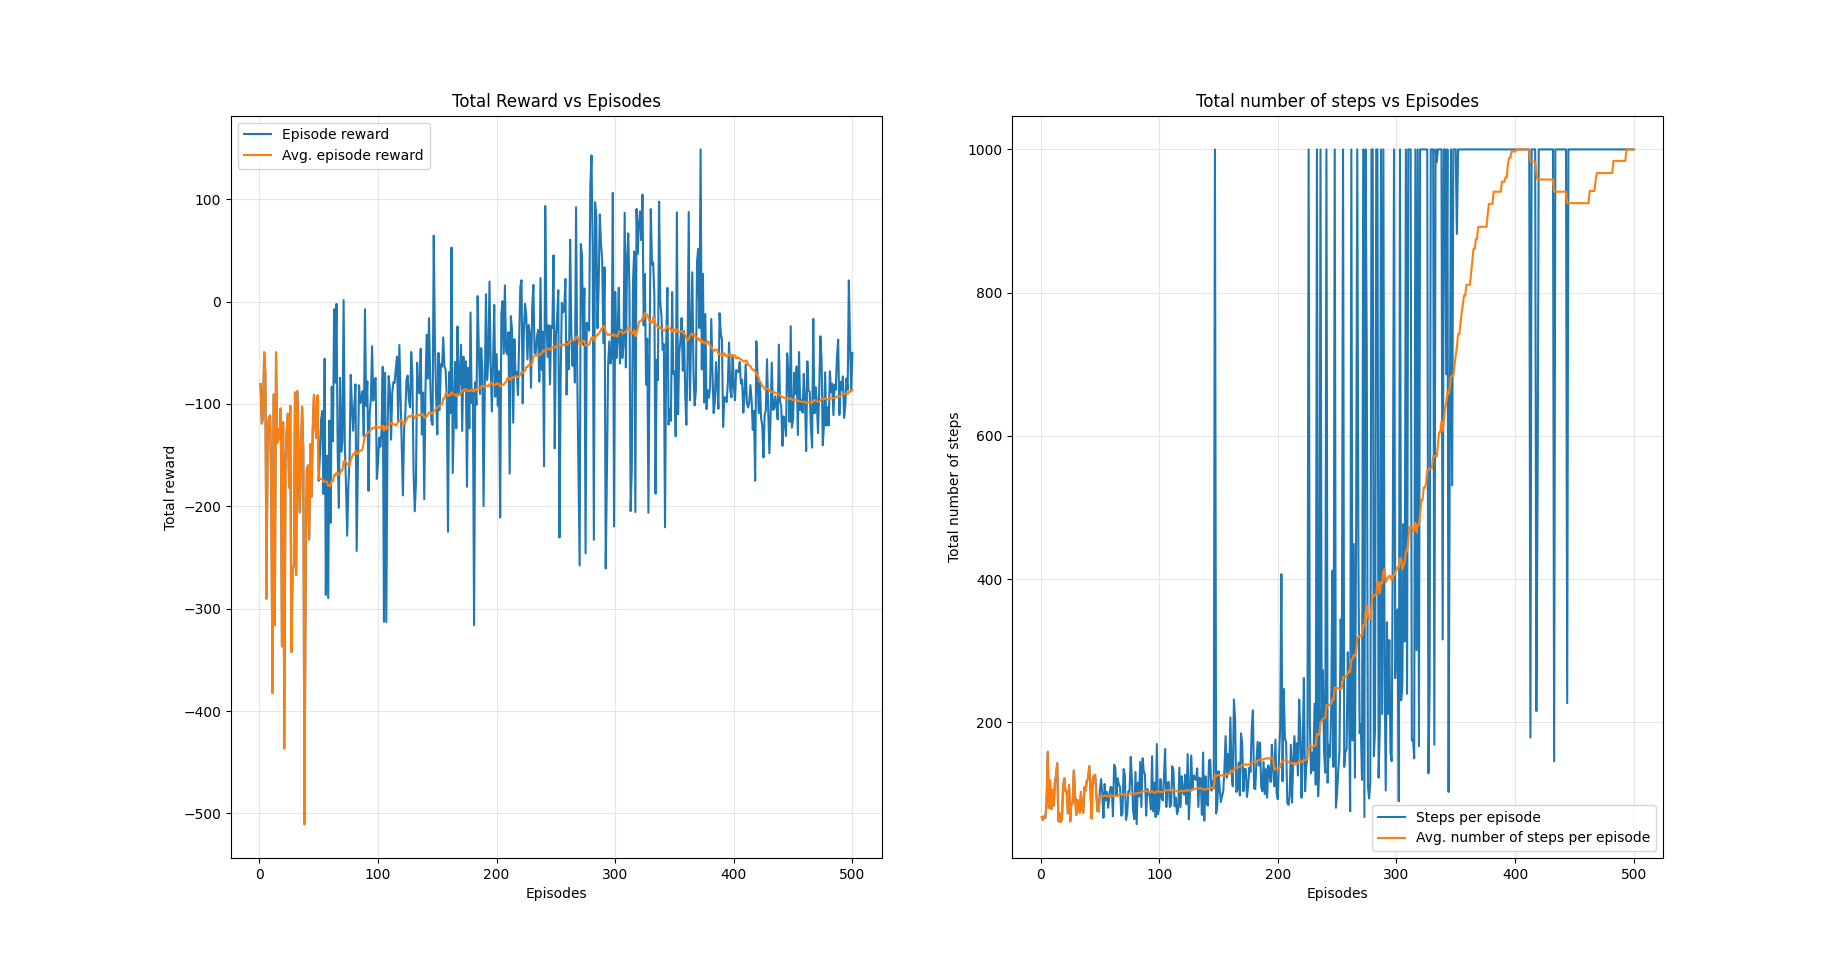 Total Reward vs Episodes
Episode reward
Avg. episode reward
100
0
−100
−200
−300
−400
−500
Total reward
0
100
200
300
400
500
Episodes
Total number of steps vs Episodes
1000
800
600
400
200
Total number of steps
Steps per episode
Avg. number of steps per episode
0
100
200
300
400
500
Episodes